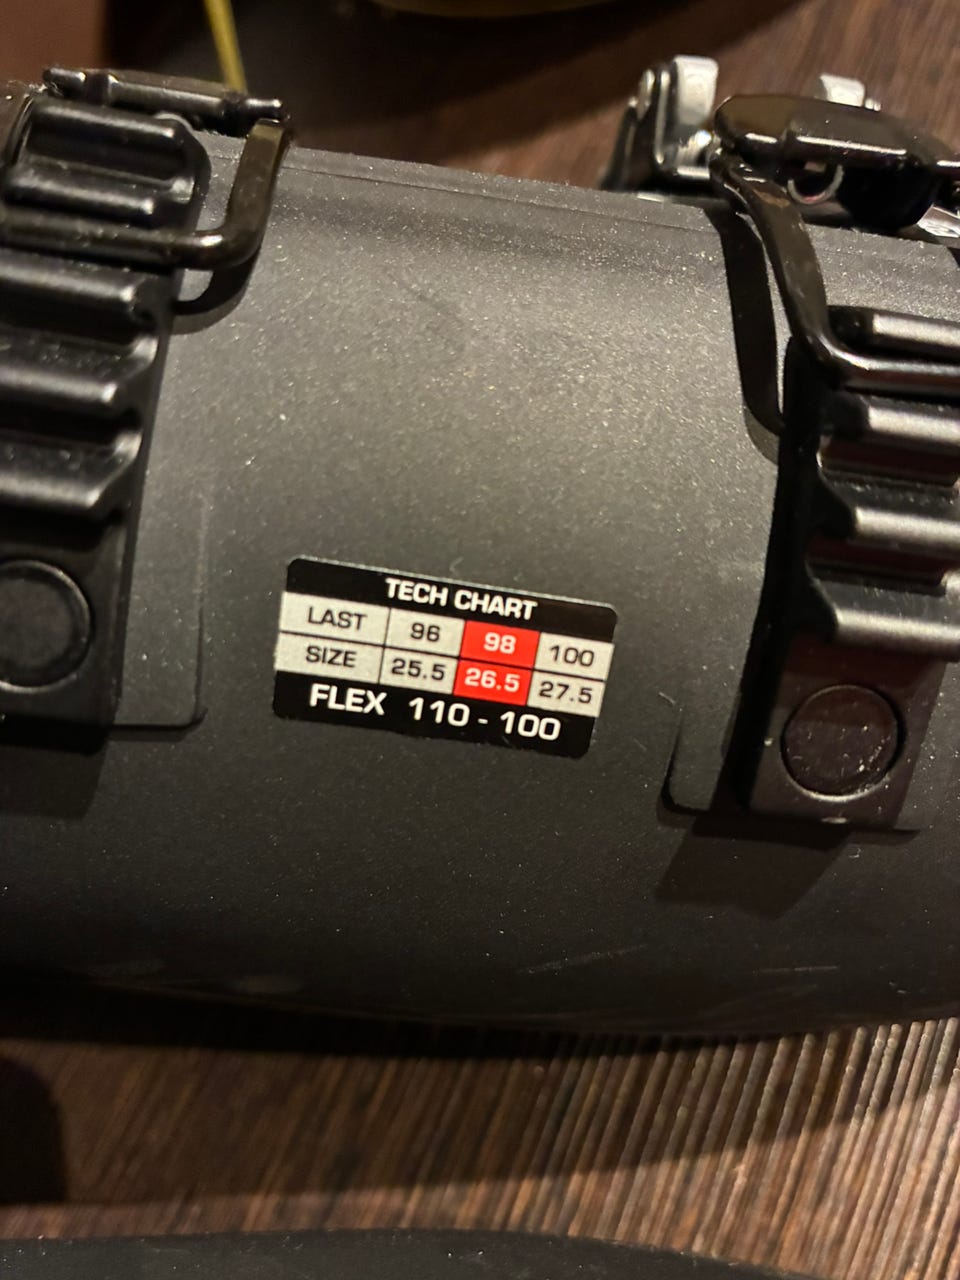 TECH CHART
LAST 96 98 100
SIZE 25.5 26.5 27.5
FLEX 110 - 100